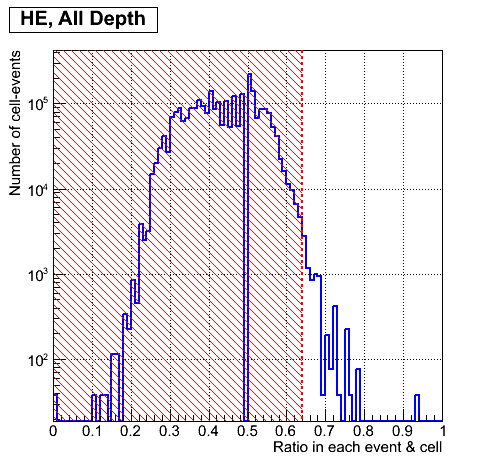 HE, All Depth
Number of cell-events
10^5
10^4
10^3
10^2
0 0.1 0.2 0.3 0.4 0.5 0.6 0.7 0.8 0.9 1
Ratio in each event & cell